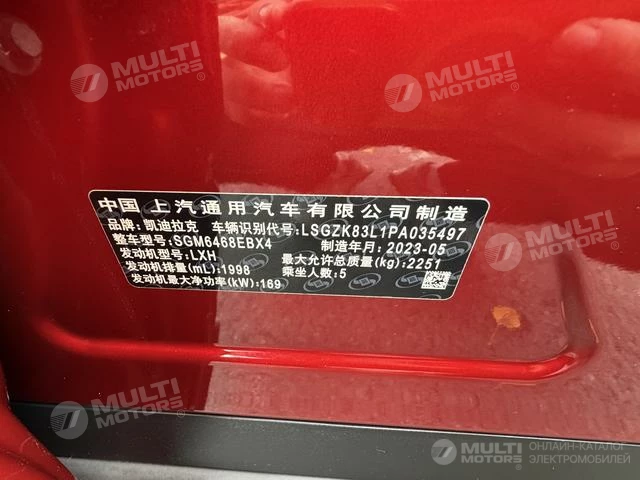 MULTI
MOTORS®
MULTI
MOTORS®
中国 上汽通用汽车有限公司制造
品牌:凯迪拉克 车辆识别代号:LSGZK83L1PA035497
整车型号:SGM6468EBX4 制造年月:2023-05
发动机型号:LXH 最大允许总质量(kg):2251
发动机排量(mL):1998 乘坐人数:5
发动机最大净功率(kW):169
MULTI
MOTORS®
MULTI
MOTORS®
MULTI
MOTORS®
ОНЛАЙН-КАТАЛОГ
ЭЛЕКТРОМОБИЛЕЙ